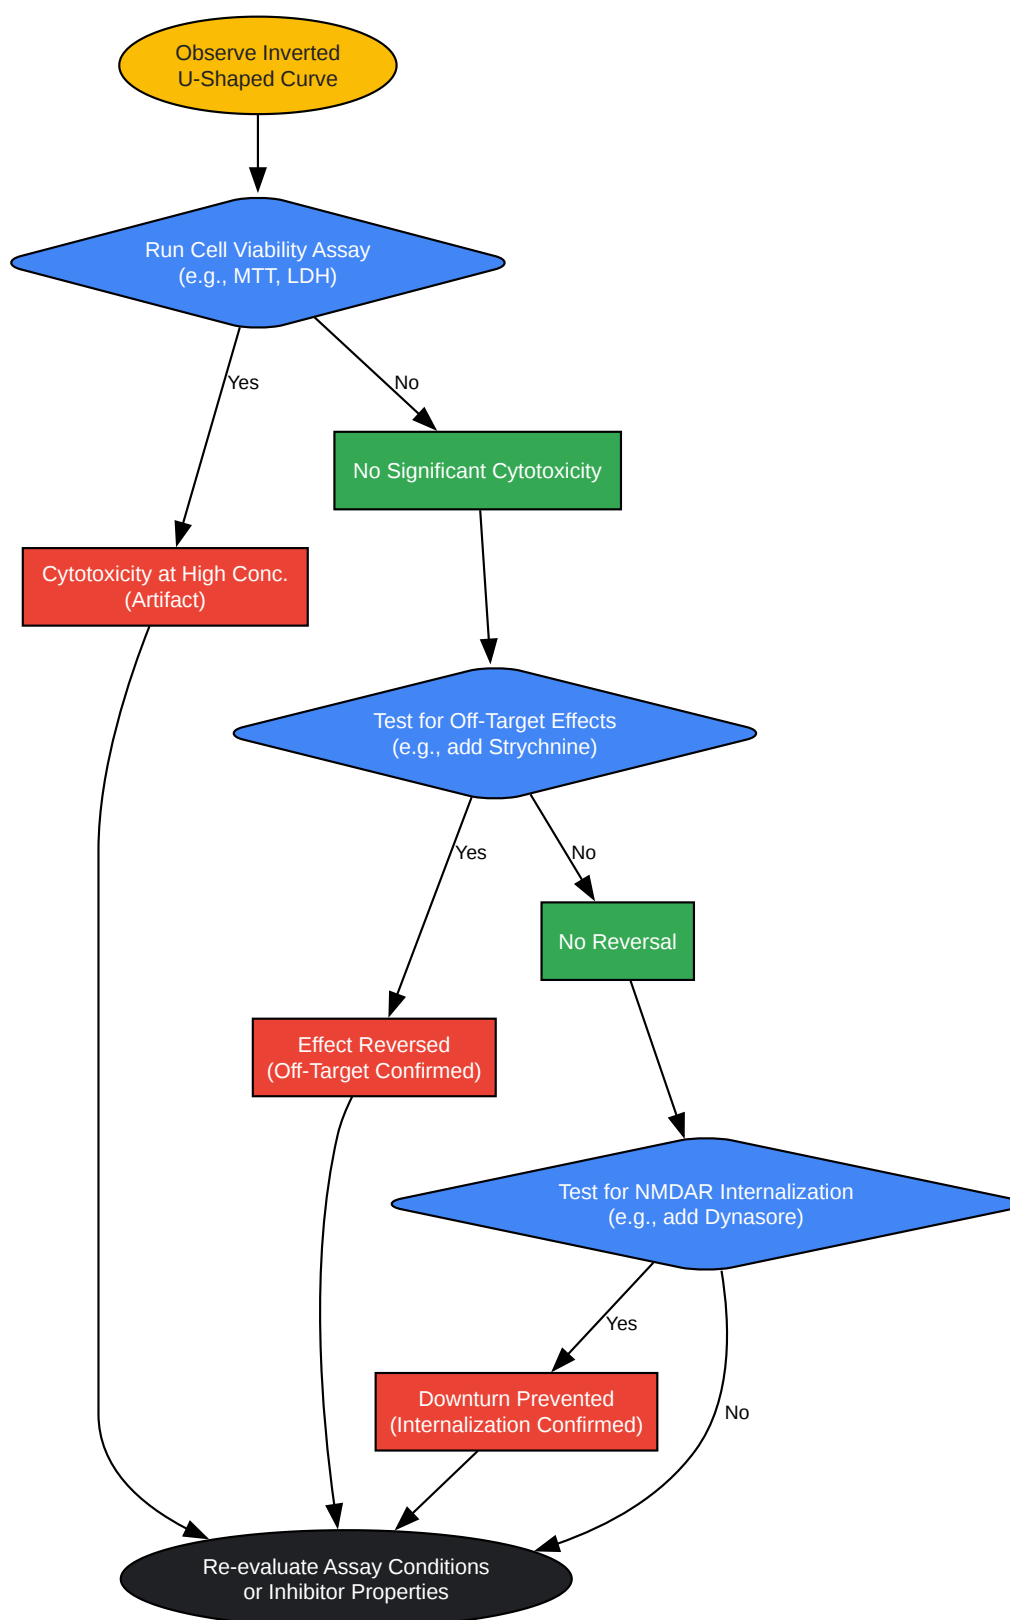 Observe Inverted
U-Shaped Curve
Run Cell Viability Assay
(e.g., MTT, LDH)
Yes
No
No Significant Cytotoxicity
Cytotoxicity at High Conc.
(Artifact)
Test for Off-Target Effects
(e.g., add Strychnine)
Yes
No
No Reversal
Effect Reversed
(Off-Target Confirmed)
Test for NMDAR Internalization
(e.g., add Dynasore)
Yes
Downturn Prevented
(Internalization Confirmed)
No
Re-evaluate Assay Conditions
or Inhibitor Properties